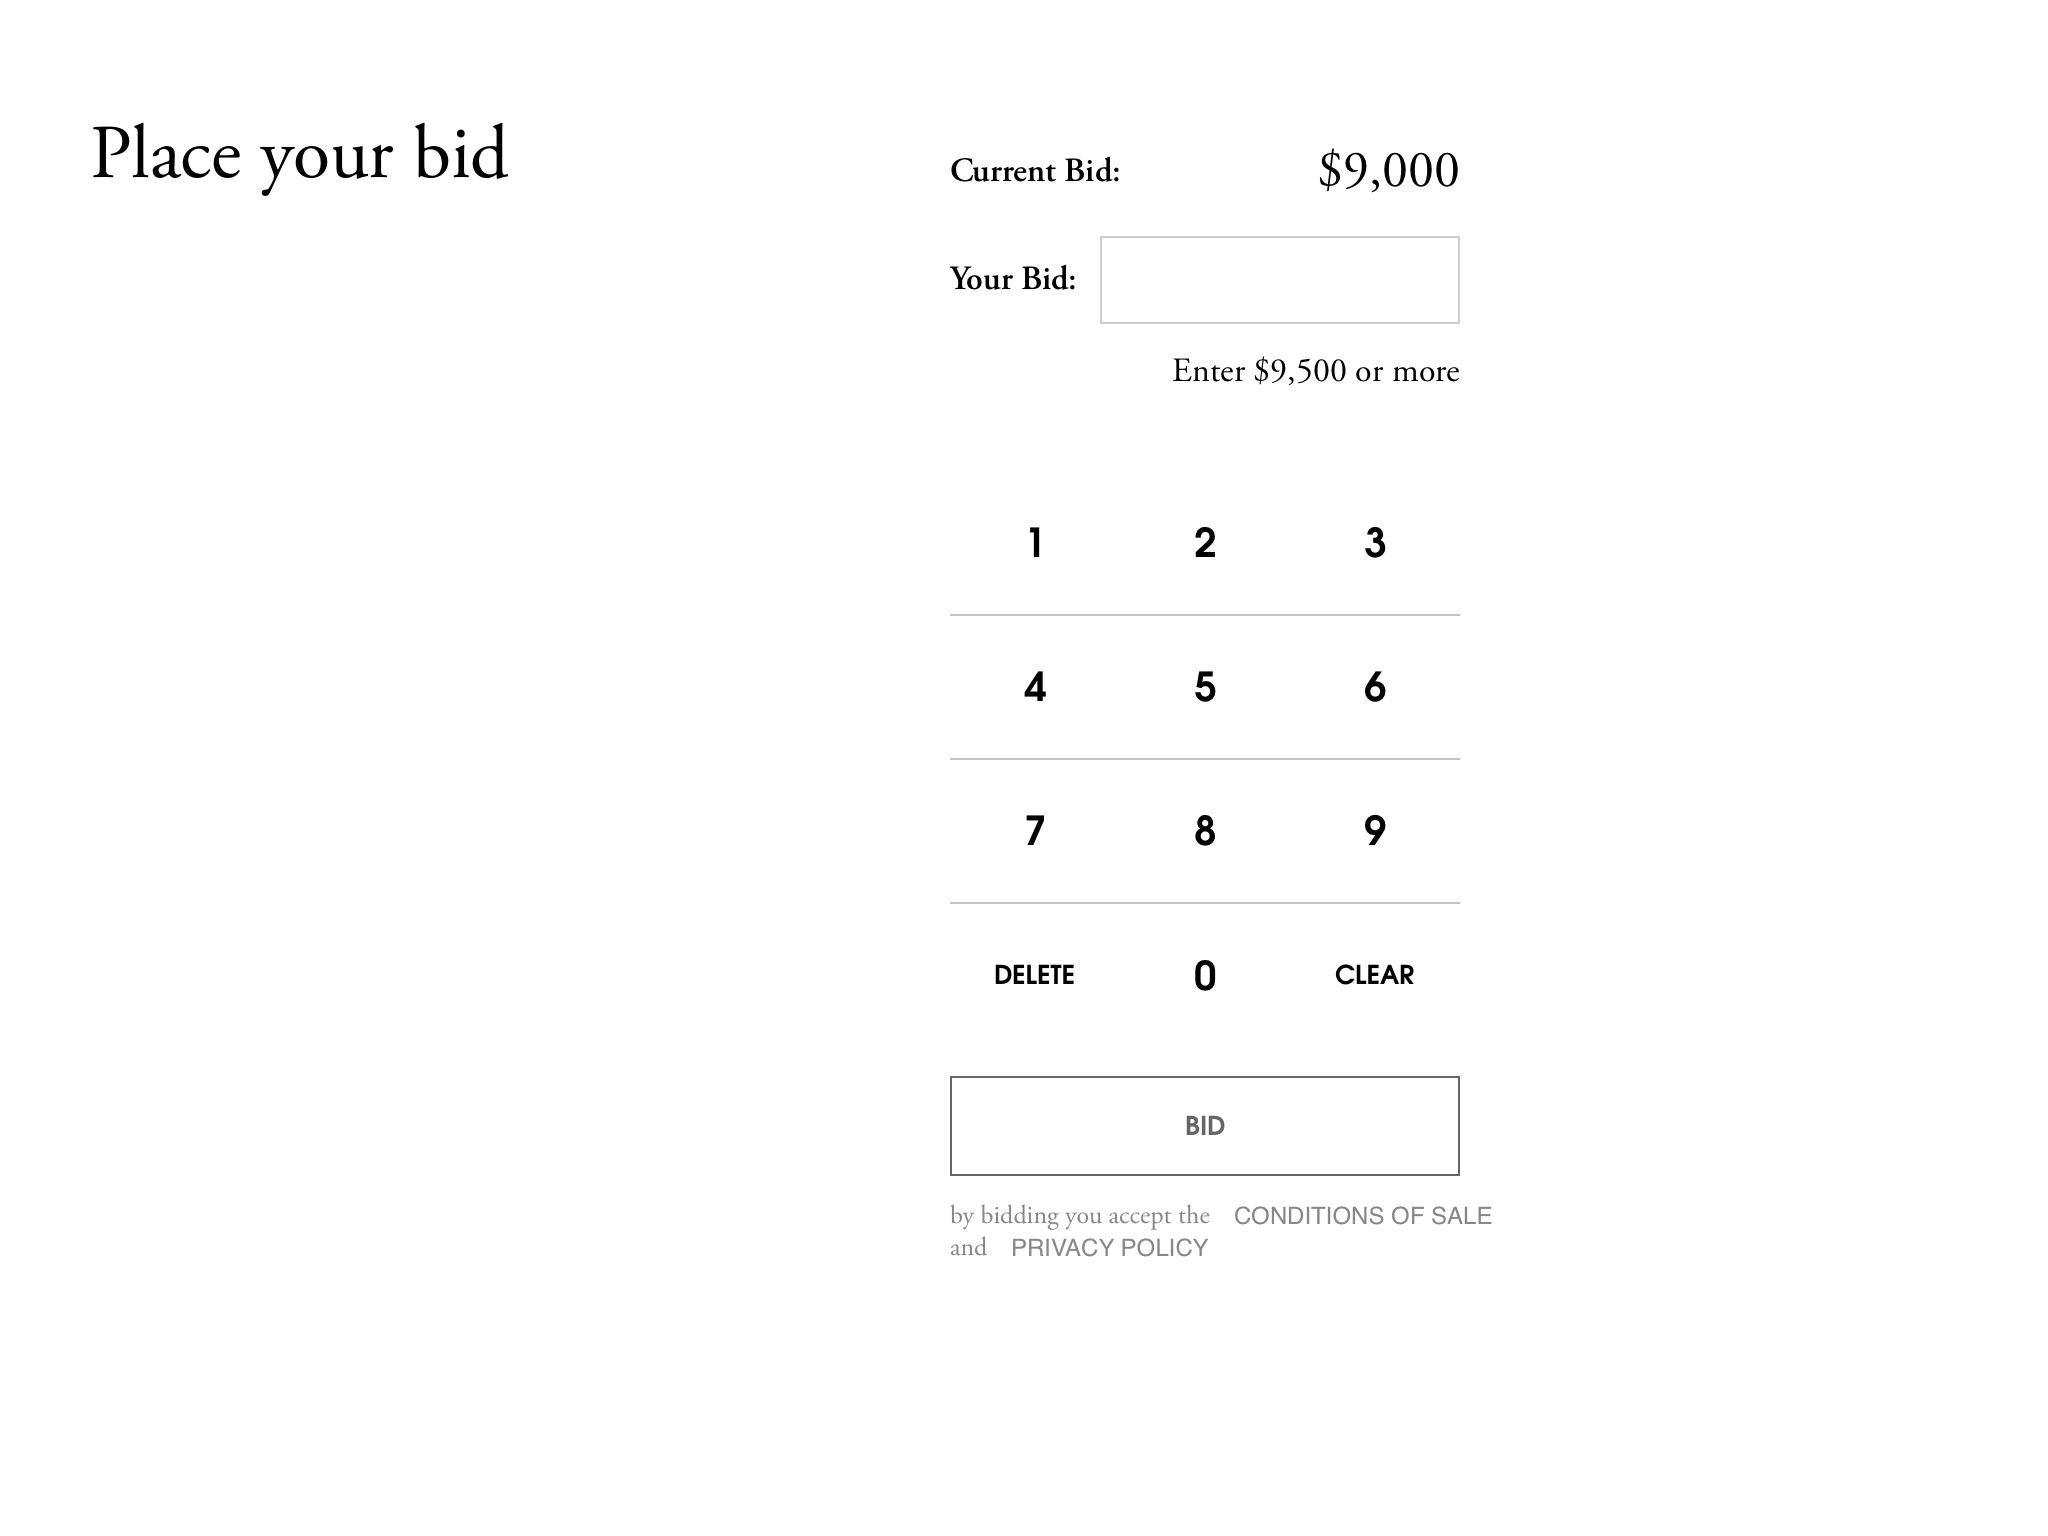 Place your bid
Current Bid: $9,000
Your Bid:
Enter $9,500 or more
1 2 3
4 5 6
7 8 9
DELETE 0 CLEAR
BID
by bidding you accept the CONDITIONS OF SALE
and PRIVACY POLICY